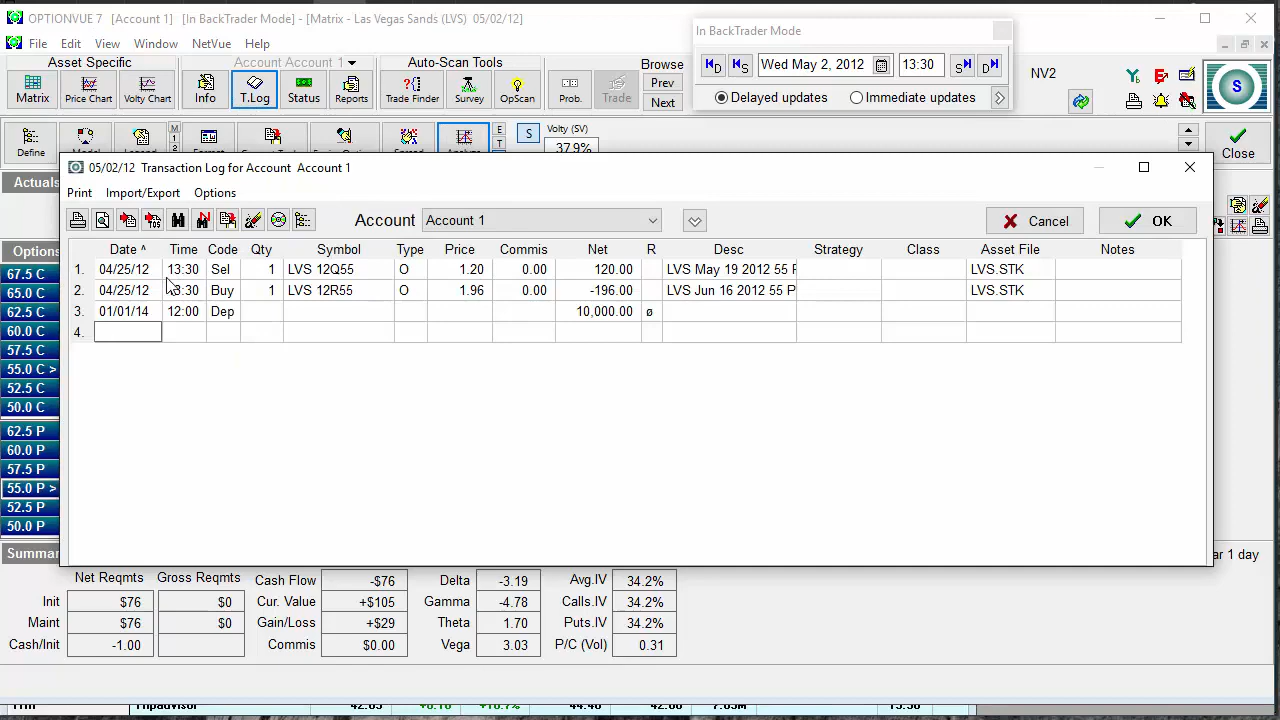 OPTIONVUE 7 [Account 1] [In BackTrader Mode] - [Matrix - Las Vegas Sands (LVS) 05/02/12]
File Edit View Window NetVue Help
In BackTrader Mode
Wed May 2, 2012 13:30
Delayed updates Immediate updates
Asset Specific Account Account 1 Auto-Scan Tools Browse
Matrix Price Chart Volty Chart Info T.Log Status Reports Trade Finder Survey OpScan Prob. Trade Prev Next
NV2
S
Define
M
1
E
T
S
Volty (SV)
37.9%
Close
Actuals
05/02/12 Transaction Log for Account Account 1
Print Import/Export Options
Account Account 1 Cancel OK
Date Time Code Qty Symbol Type Price Commis Net R Desc Strategy Class Asset File Notes
1. 04/25/12 13:30 Sel 1 LVS 12Q55 O 1.20 0.00 120.00 LVS May 19 2012 55 LVS.STK
2. 04/25/12 3:30 Buy 1 LVS 12R55 O 1.96 0.00 -196.00 LVS Jun 16 2012 55 P LVS.STK
3. 01/01/14 12:00 Dep 10,000.00 ø
4.
Options
67.5 C
65.0 C
62.5 C
60.0 C
57.5 C
55.0 C >
52.5 C
50.0 C
62.5 P
60.0 P
57.5 P
55.0 P >
52.5 P
50.0 P
Summar
ar 1 day
Net Reqmts Gross Reqmts Cash Flow -$76 Delta -3.19 Avg.IV 34.2%
Init $76 $0 Cur. Value +$105 Gamma -4.78 Calls.IV 34.2%
Maint $76 $0 Gain/Loss +$29 Theta 1.70 Puts.IV 34.2%
Cash/Init -1.00 Commis $0.00 Vega 3.03 P/C (Vol) 0.31